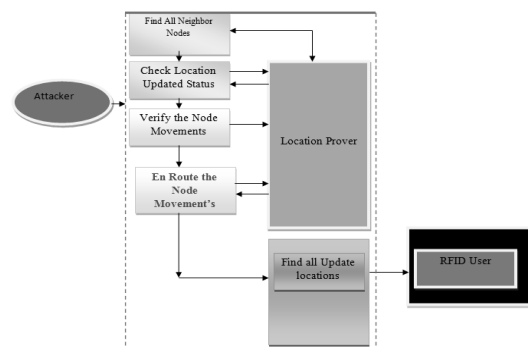 Find All Neighbor
Nodes
Check Location
Updated Status
Attacker
Verify the Node
Movements
Location Prover
En Route the
Node
Movement's
Find all Update
locations
RFID User